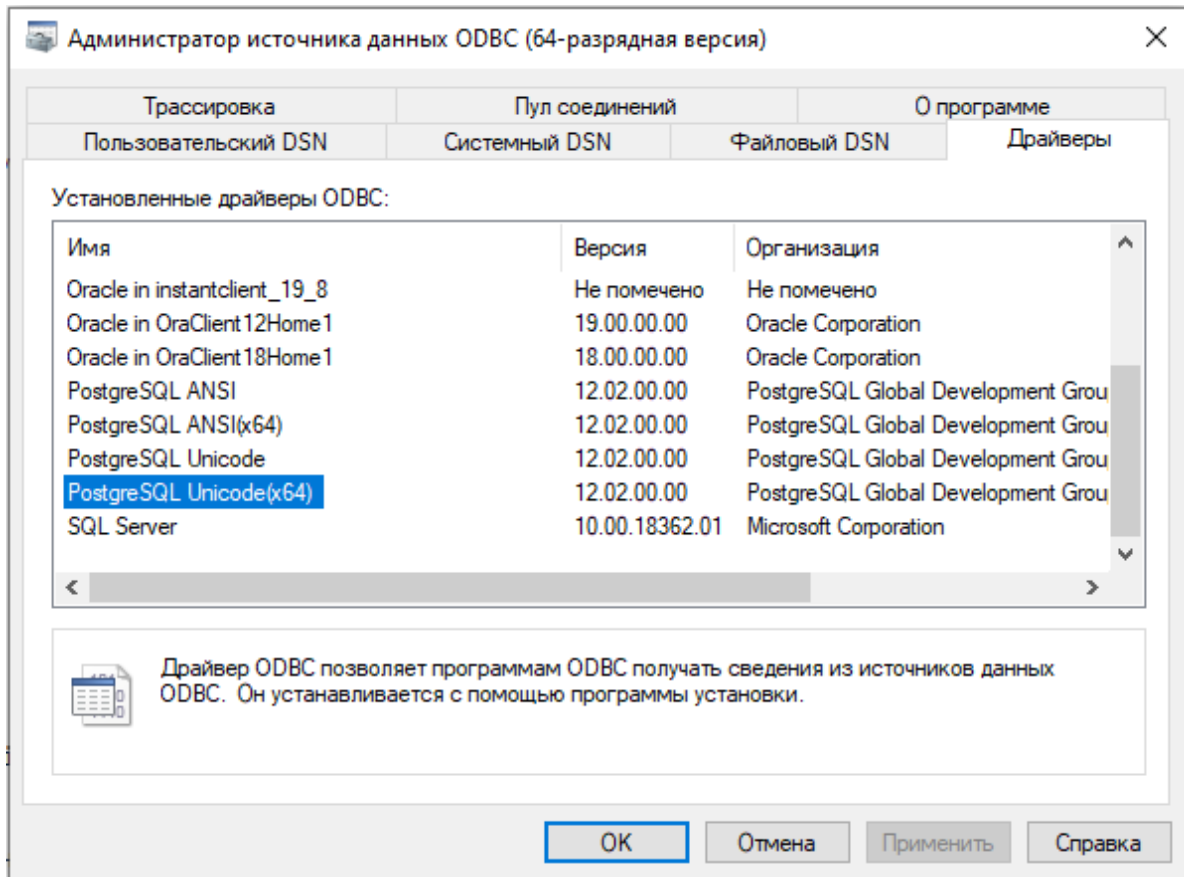 Администратор источника данных ODBC (64-разрядная версия)
Трассировка Пул соединений О программе
Пользовательский DSN Системный DSN Файловый DSN Драйверы
Установленные драйверы ODBC:
Имя Версия Организация
Oracle in instantclient_19_8 Не помечено Не помечено
Oracle in OraClient12Home1 19.00.00.00 Oracle Corporation
Oracle in OraClient18Home1 18.00.00.00 Oracle Corporation
PostgreSQL ANSI 12.02.00.00 PostgreSQL Global Development Grou
PostgreSQL ANSI(x64) 12.02.00.00 PostgreSQL Global Development Grou
PostgreSQL Unicode 12.02.00.00 PostgreSQL Global Development Grou
PostgreSQL Unicode(x64) 12.02.00.00 PostgreSQL Global Development Grou
SQL Server 10.00.18362.01 Microsoft Corporation
Драйвер ODBC позволяет программам ODBC получать сведения из источников данных
ODBC. Он устанавливается с помощью программы установки.
OK Отмена Применить Справка